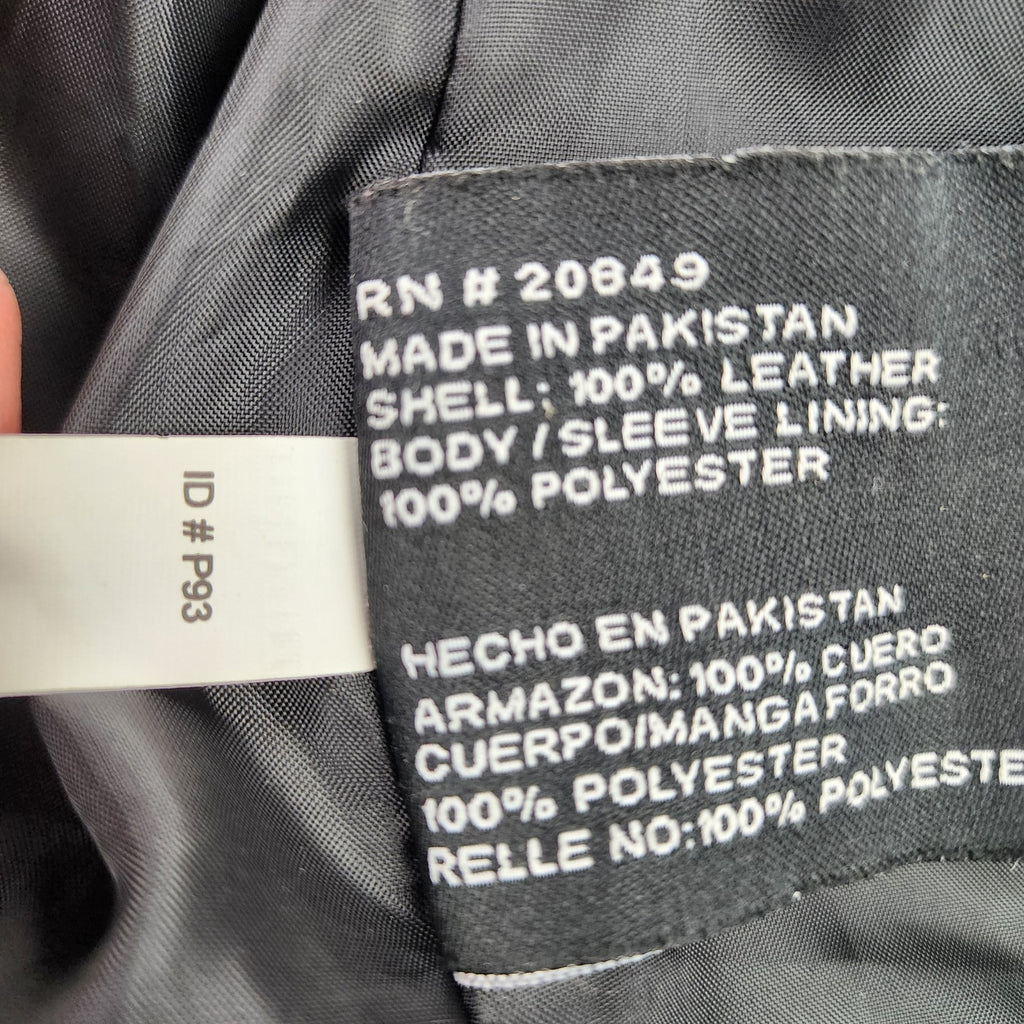 RN # 20649
MADE IN PAKISTAN
SHELL: 100% LEATHER
BODY / SLEEVE LINING:
100% POLYESTER
HECHO EN PAKISTAN
ARMAZON: 100% CUERO
CUERPO/MANGA FORRO
100% POLYESTER
RELLE NO:100% POLYESTE
ID # P93